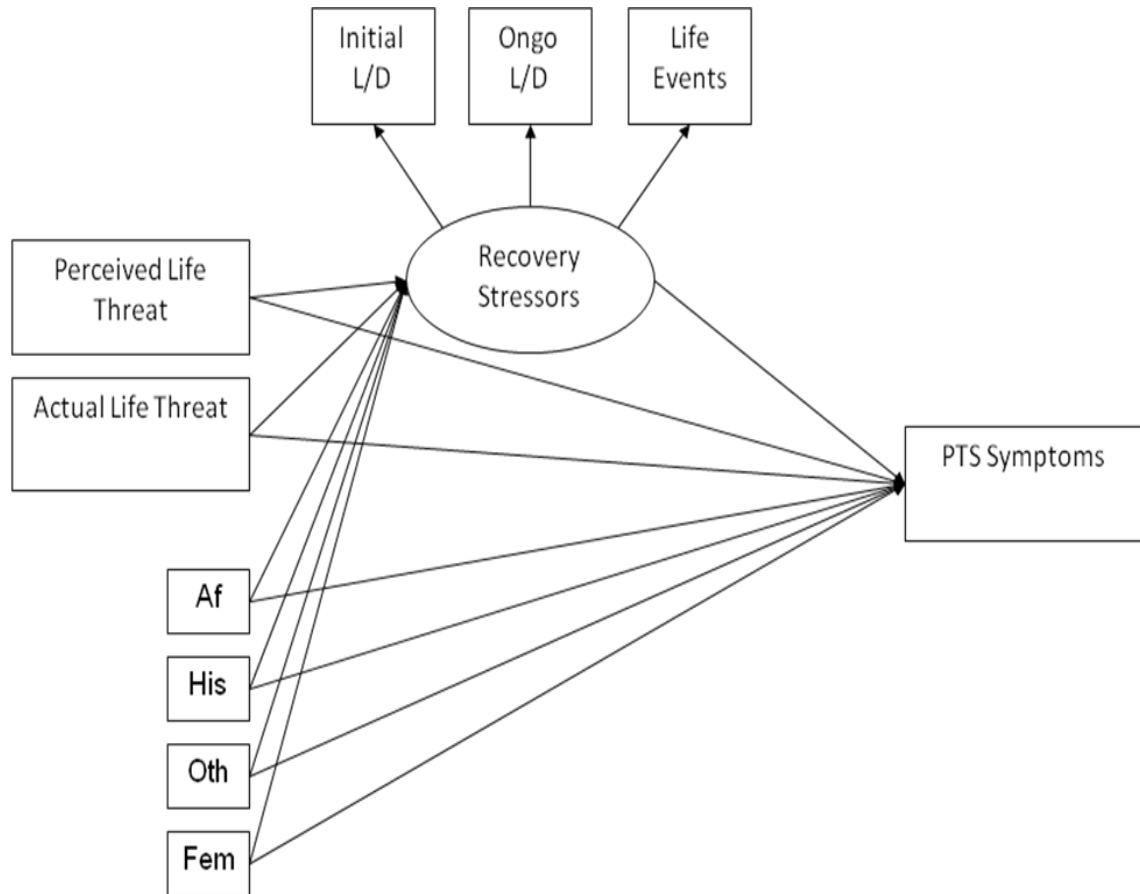 Initial
L/D
Ongo
L/D
Life
Events
Recovery
Stressors
Perceived Life
Threat
Actual Life Threat
PTS Symptoms
Af
His
Oth
Fem